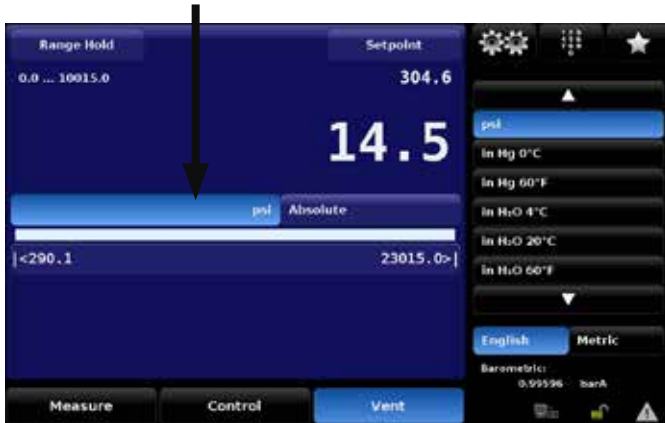 Range Hold
Setpoint
0.0 ... 10015.0
304.6
14.5
psi
Absolute
|<290.1
23015.0>|
Measure
Control
Vent
psi
in Hg 0°C
in Hg 60°F
in H₂O 4°C
in H₂O 20°C
in H₂O 60°F
English
Metric
Barometric:
0.99596 barA